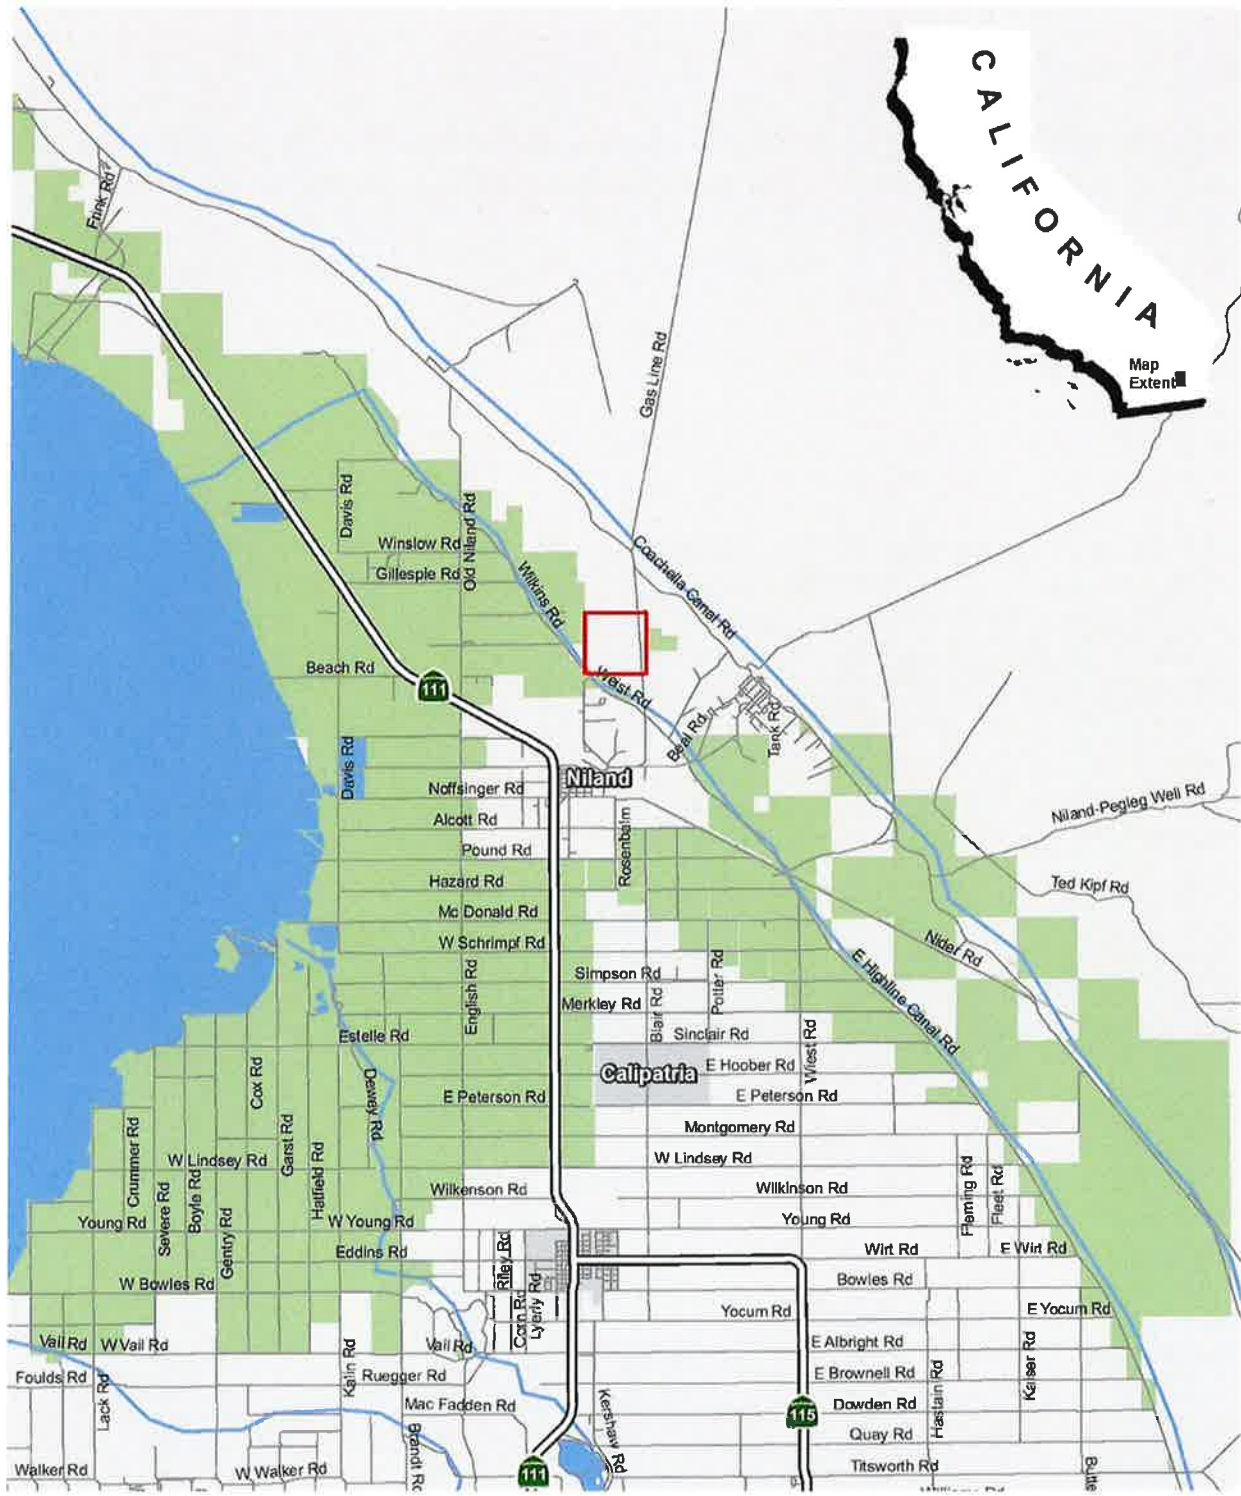 CALIFORNIA
Map
Extent
Frink Rd
Gas Line Rd
Davis Rd
Old Niland Rd
Winslow Rd
Gillespie Rd
Wilkins Rd
Coachella Canal Rd
Beach Rd
111
Weist Rd
Beal Rd
Tank Rd
Davis Rd
Niland
Noffsinger Rd
Niland-Pegleg Well Rd
Alcott Rd
Rosenbalm
Pound Rd
Hazard Rd
Ted Kipf Rd
Mc Donald Rd
W Schrimpf Rd
Nider Rd
E Highline Canal Rd
Simpson Rd
Potter Rd
English Rd
Merkley Rd
Blair Rd
Estelle Rd
Sinclair Rd
Wiest Rd
E Hoober Rd
Calipatria
Cox Rd
Dewey Rd
E Peterson Rd
E Peterson Rd
Montgomery Rd
Crummer Rd
Garst Rd
W Lindsey Rd
W Lindsey Rd
Hatfield Rd
Severe Rd
Boyle Rd
Wilkenson Rd
Wilkinson Rd
Fleming Rd
Fleet Rd
Young Rd
Gentry Rd
W Young Rd
Young Rd
Eddins Rd
Riley Rd
Wirt Rd
E Wirt Rd
W Bowles Rd
Bowles Rd
Corn Rd
Lyerly Rd
Yocum Rd
E Yocum Rd
Vail Rd
W Vail Rd
Vail Rd
E Albright Rd
Kalin Rd
Kaiser Rd
Foulds Rd
Ruegger Rd
E Brownell Rd
Lack Rd
Mac Fadden Rd
Hastain Rd
Dowden Rd
115
Kershaw Rd
Quay Rd
Brandt Rd
Walker Rd
W Walker Rd
111
Titsworth Rd
Butte